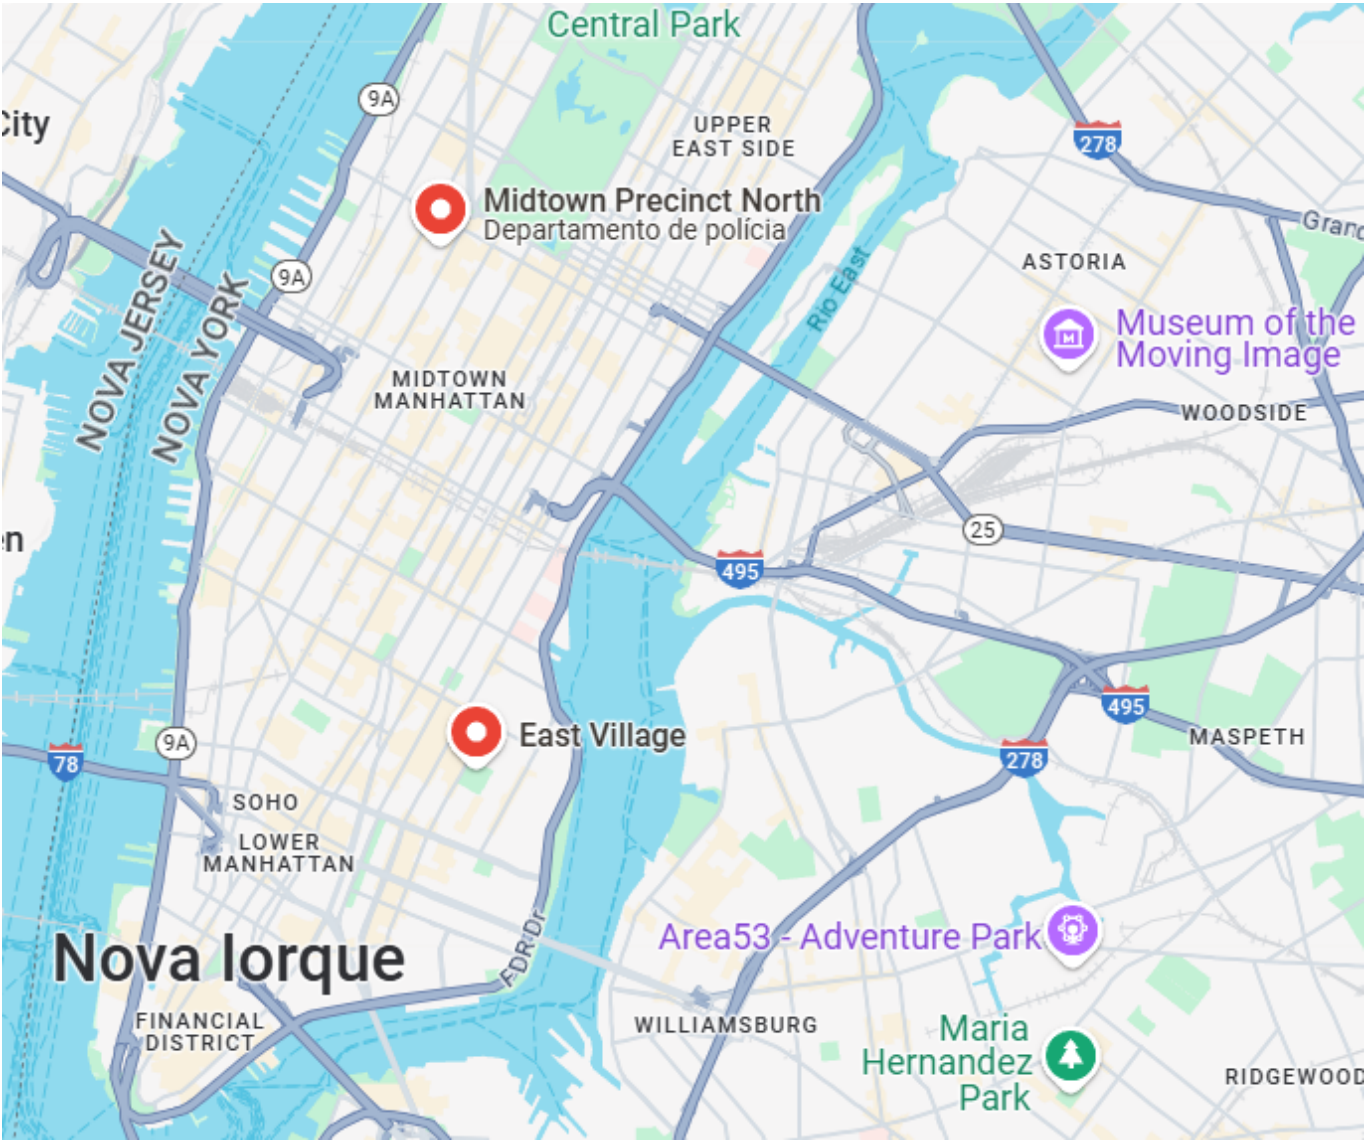 Central Park
9A
City
UPPER
EAST SIDE
278
Midtown Precinct North
Departamento de polícia
Grand
NOVA JERSEY
NOVA YORK
9A
Rio East
ASTORIA
Museum of the
Moving Image
MIDTOWN
MANHATTAN
WOODSIDE
25
en
495
495
East Village
MASPETH
9A
78
278
SOHO
LOWER
MANHATTAN
FDR Dr
Area53 - Adventure Park
Nova Iorque
FINANCIAL
DISTRICT
WILLIAMSBURG
Maria
Hernandez
Park
RIDGEWOOD